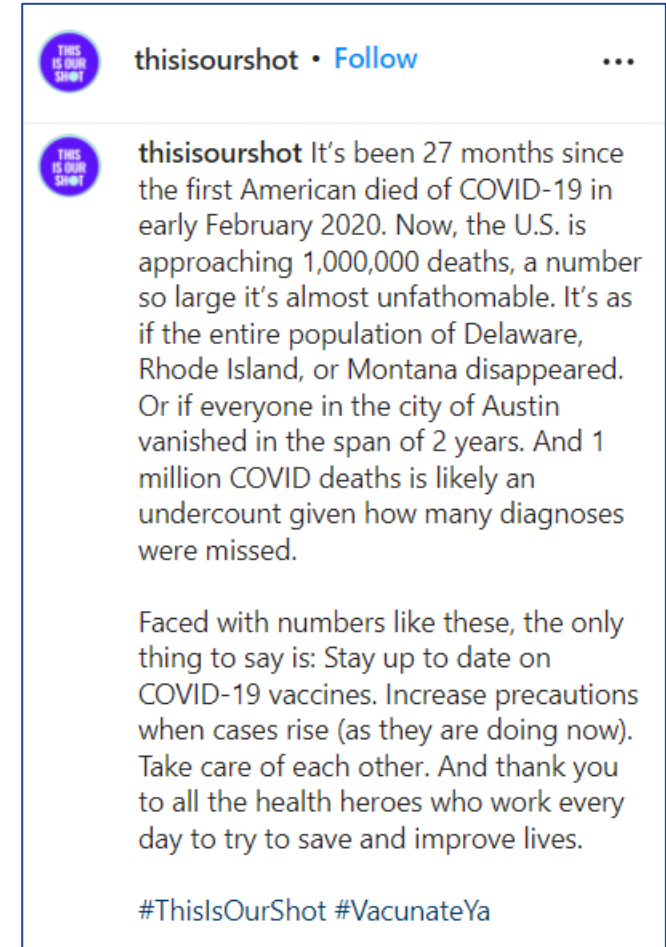 THIS
IS OUR
SHOT
thisisourshot • Follow
...
THIS
IS OUR
SHOT
thisisourshot It’s been 27 months since
the first American died of COVID-19 in
early February 2020. Now, the U.S. is
approaching 1,000,000 deaths, a number
so large it’s almost unfathomable. It’s as
if the entire population of Delaware,
Rhode Island, or Montana disappeared.
Or if everyone in the city of Austin
vanished in the span of 2 years. And 1
million COVID deaths is likely an
undercount given how many diagnoses
were missed.
Faced with numbers like these, the only
thing to say is: Stay up to date on
COVID-19 vaccines. Increase precautions
when cases rise (as they are doing now).
Take care of each other. And thank you
to all the health heroes who work every
day to try to save and improve lives.
#ThisIsOurShot #VacunateYa